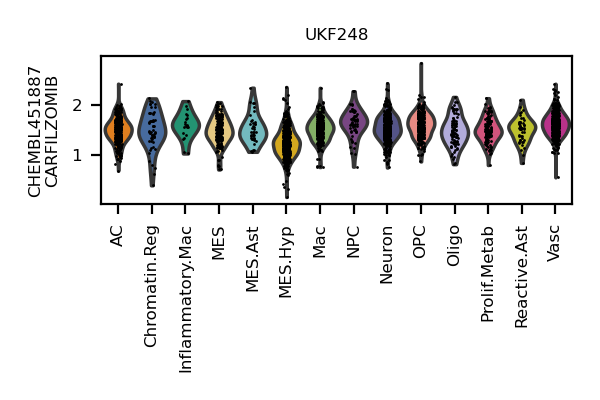 UKF248
CHEMBL451887
CARFILZOMIB
2
1
AC
Chromatin.Reg
Inflammatory.Mac
MES
MES.Ast
MES.Hyp
Mac
NPC
Neuron
OPC
Oligo
Prolif.Metab
Reactive.Ast
Vasc